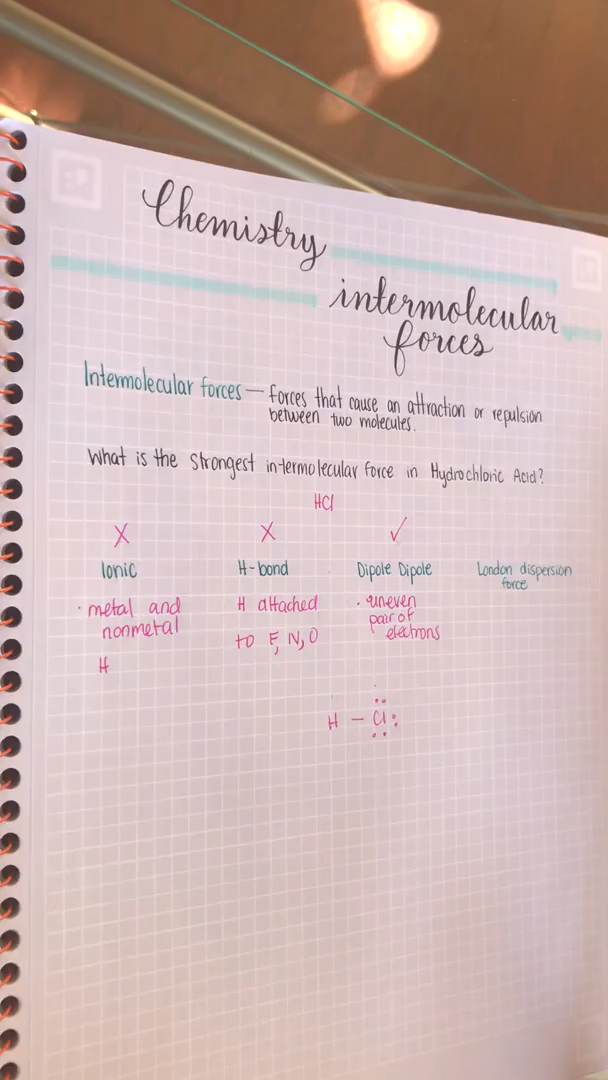 Chemistry
intermolecular
forces
Intermolecular forces — forces that cause an attraction or repulsion
between two molecules.
What is the strongest intermolecular force in Hydrochloric Acid?
HCl
X X ✓
Ionic H-bond Dipole Dipole London dispersion
force
· metal and
nonmetal
H
H attached
to F, N, O
· uneven
pair of
electrons
H — Cl